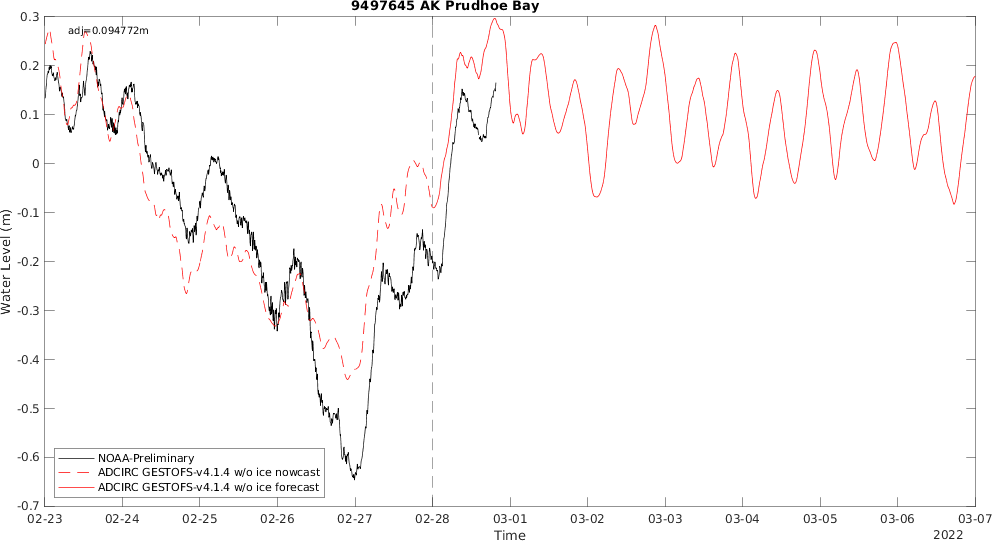 9497645 AK Prudhoe Bay
adj=0.094772m
0.3
0.2
0.1
0
-0.1
-0.2
-0.3
-0.4
-0.5
-0.6
-0.7
Water Level (m)
NOAA-Preliminary
ADCIRC GESTOFS-v4.1.4 w/o ice nowcast
ADCIRC GESTOFS-v4.1.4 w/o ice forecast
02-23 02-24 02-25 02-26 02-27 02-28 03-01 03-02 03-03 03-04 03-05 03-06 03-07
Time
2022